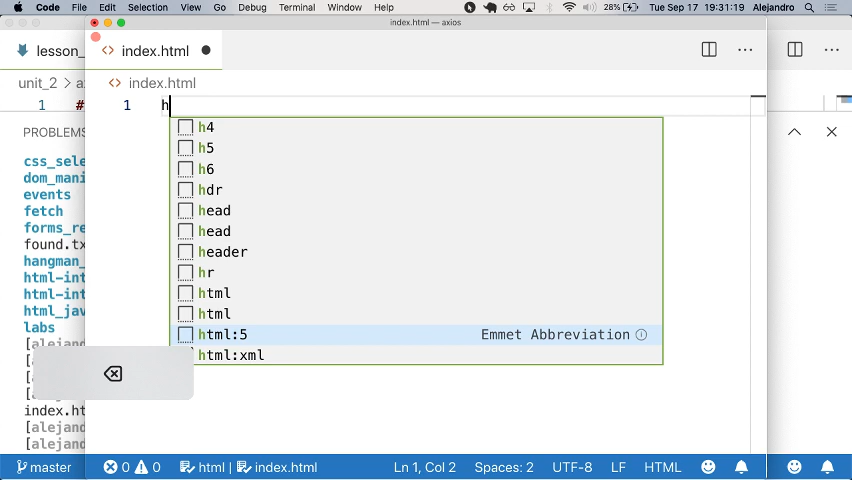 Code File Edit Selection View Go Debug Terminal Window Help 28% Tue Sep 17 19:31:19 Alejandro
index.html — axios
lesson_
index.html
unit_2 >
index.html
1 #
1 h
PROBLEMS
h4
h5
h6
hdr
head
head
header
hr
html
html
html:5 Emmet Abbreviation
html:xml
css_sele
dom_mani
events
fetch
forms_re
found.tx
hangman_
html-int
html-int
html_jav
labs
[alejand
[
[
[
index.ht
[alejand
[alejand
master 0 0 html | index.html Ln 1, Col 2 Spaces: 2 UTF-8 LF HTML